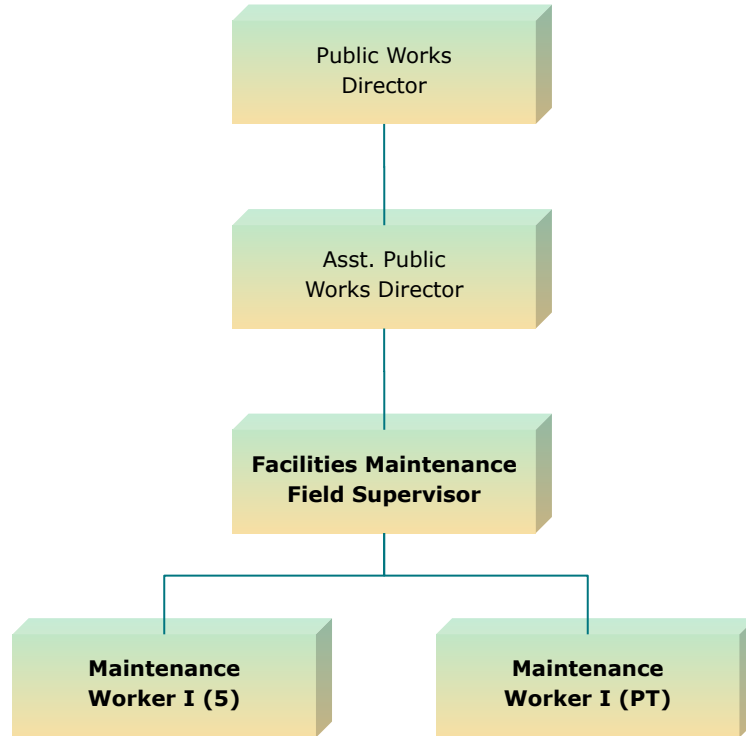 Public Works
Director
Asst. Public
Works Director
Facilities Maintenance
Field Supervisor
Maintenance
Worker I (5)
Maintenance
Worker I (PT)